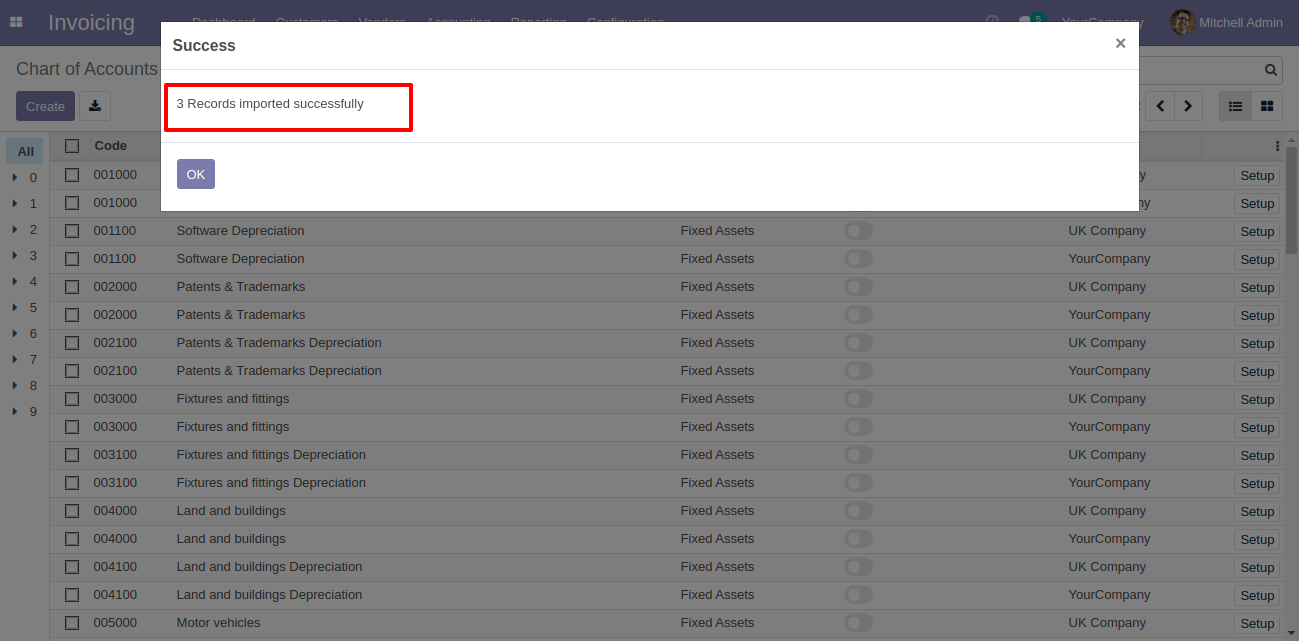 Invoicing
Dashboard Customers Vendors Accounting Reporting Configuration
5 YourCompany Mitchell Admin
Chart of Accounts
Create
Success ×
3 Records imported successfully
OK
All
0
1
2
3
4
5
6
7
8
9
Code
001000 Setup
001000 Setup
001100 Software Depreciation Fixed Assets UK Company Setup
001100 Software Depreciation Fixed Assets YourCompany Setup
002000 Patents & Trademarks Fixed Assets UK Company Setup
002000 Patents & Trademarks Fixed Assets YourCompany Setup
002100 Patents & Trademarks Depreciation Fixed Assets UK Company Setup
002100 Patents & Trademarks Depreciation Fixed Assets YourCompany Setup
003000 Fixtures and fittings Fixed Assets UK Company Setup
003000 Fixtures and fittings Fixed Assets YourCompany Setup
003100 Fixtures and fittings Depreciation Fixed Assets UK Company Setup
003100 Fixtures and fittings Depreciation Fixed Assets YourCompany Setup
004000 Land and buildings Fixed Assets UK Company Setup
004000 Land and buildings Fixed Assets YourCompany Setup
004100 Land and buildings Depreciation Fixed Assets UK Company Setup
004100 Land and buildings Depreciation Fixed Assets YourCompany Setup
005000 Motor vehicles Fixed Assets UK Company Setup